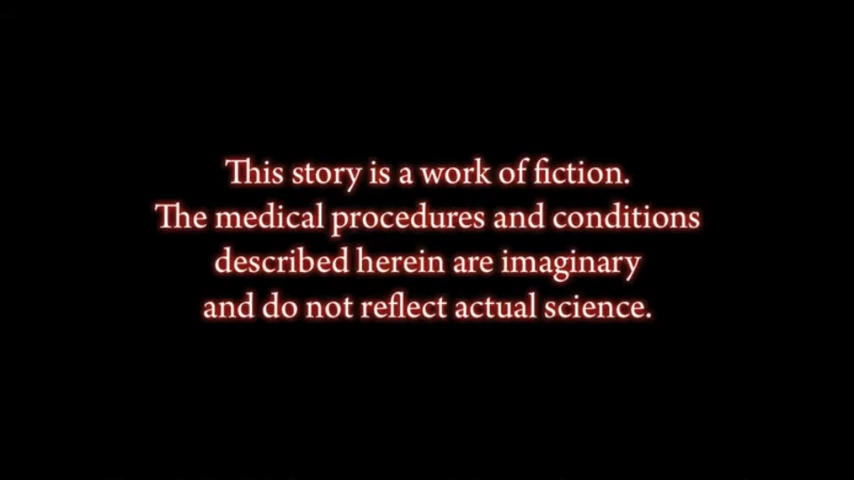 This story is a work of fiction.
The medical procedures and conditions
described herein are imaginary
and do not reflect actual science.